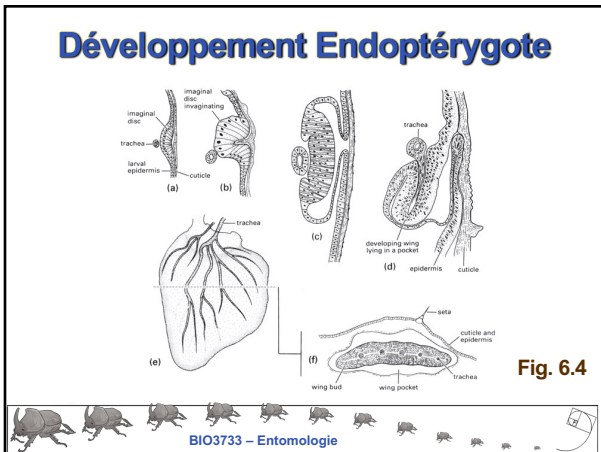 Développement Endoptérygote
imaginal
disc
trachea
larval
epidermis
cuticle
(a)
imaginal disc
invaginating
(b)
(c)
trachea
developing wing
lying in a pocket
epidermis
cuticle
(d)
trachea
(e)
seta
cuticle and
epidermis
(f)
wing bud
wing pocket
trachea
Fig. 6.4
BIO3733 – Entomologie